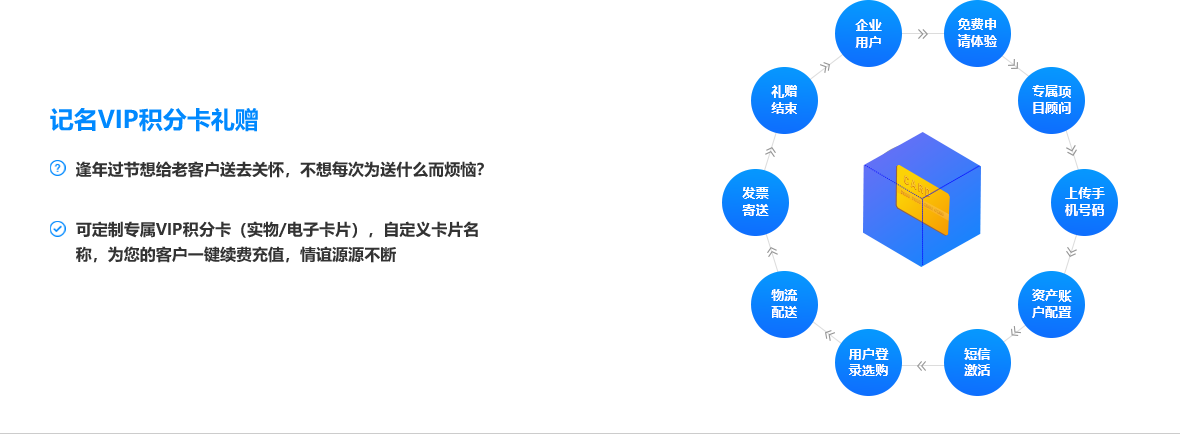 记名VIP积分卡礼赠
逢年过节想给老客户送去关怀，不想每次为送什么而烦恼？
可定制专属VIP积分卡（实物/电子卡片），自定义卡片名
称，为您的客户一键续费充值，情谊源源不断
企业
用户
免费申
请体验
专属项
目顾问
上传手
机号码
资产账
户配置
短信
激活
用户登
录选购
物流
配送
发票
寄送
礼赠
结束
CARD